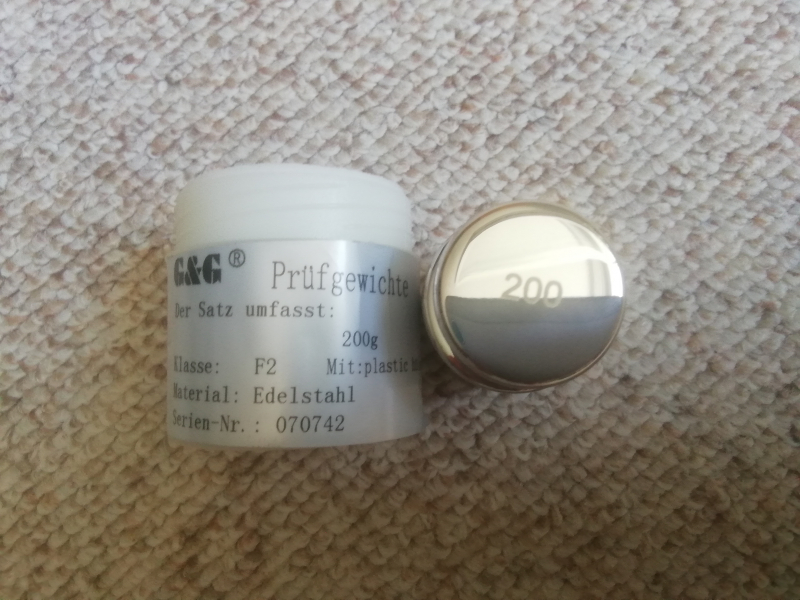 G&G® Prüfgewichte
Der Satz umfasst:
200g
Klasse: F2 Mit:plastic
Material: Edelstahl
Serien-Nr.: 070742
200